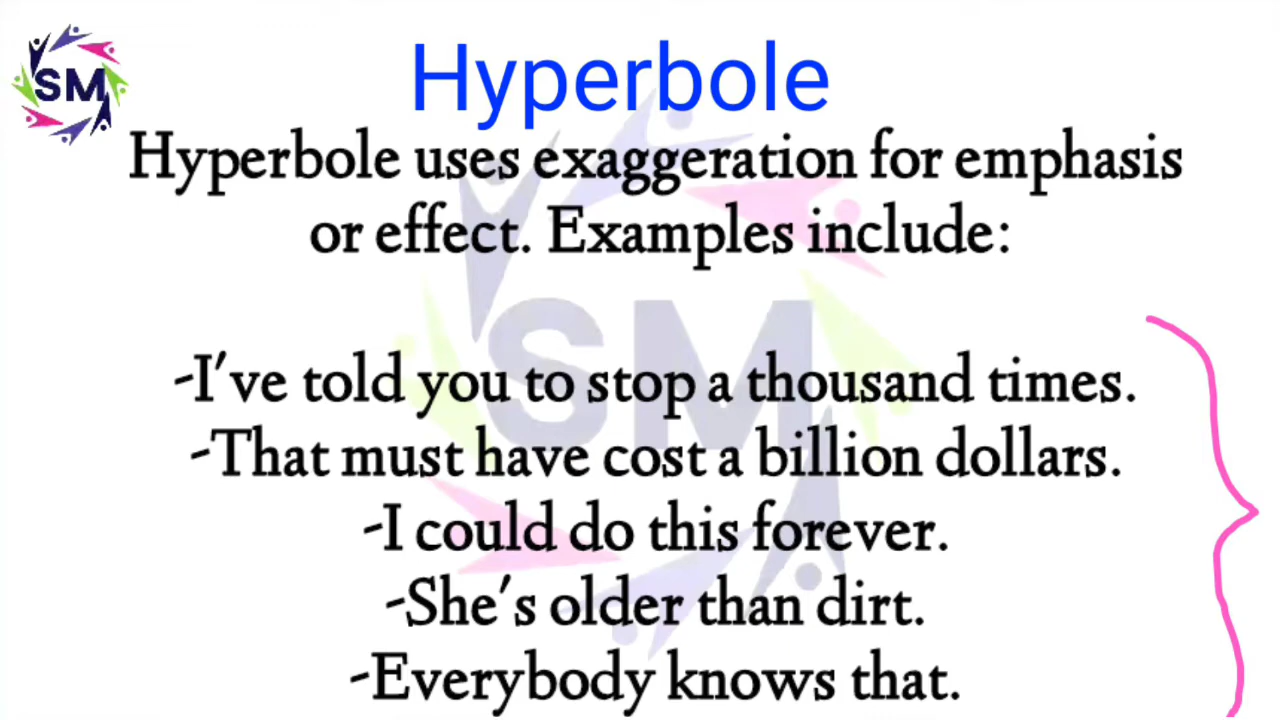 SM
Hyperbole
Hyperbole uses exaggeration for emphasis
or effect. Examples include:
SM
-I've told you to stop a thousand times.
-That must have cost a billion dollars.
-I could do this forever.
-She's older than dirt.
-Everybody knows that.